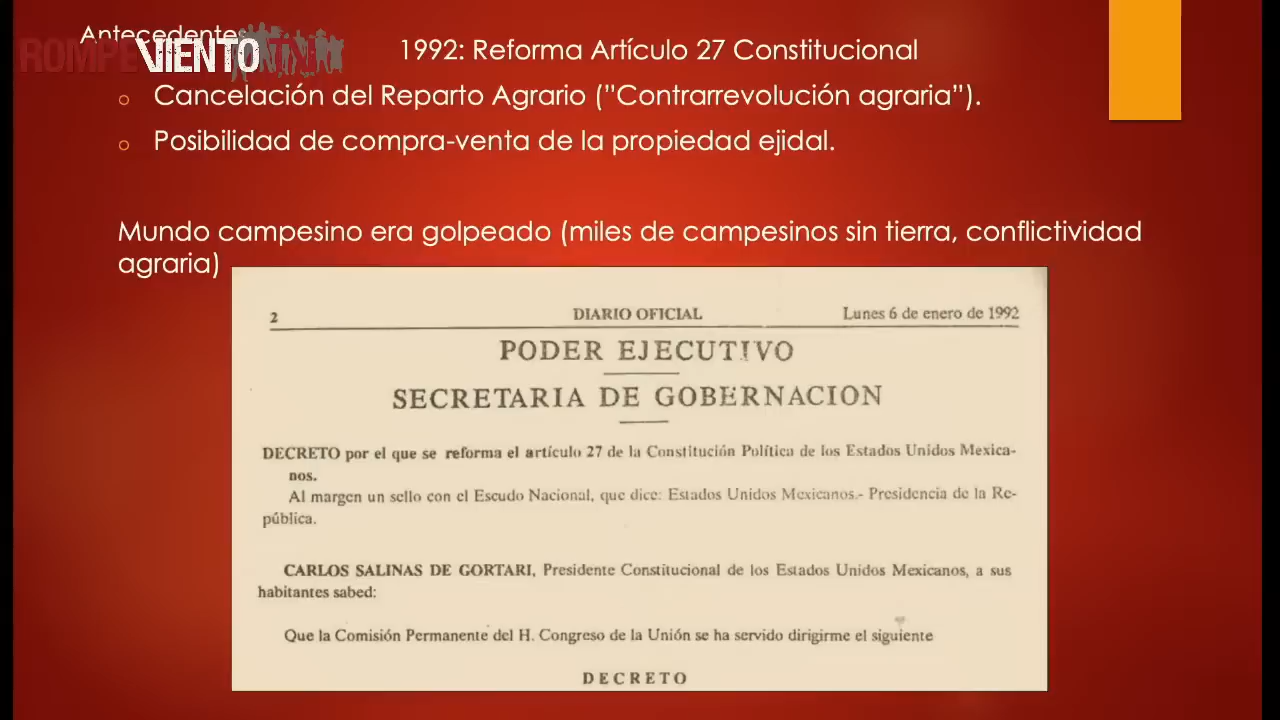 Antecedentes
ROMPEVIENTO
1992: Reforma Artículo 27 Constitucional
Cancelación del Reparto Agrario ("Contrarrevolución agraria").
Posibilidad de compra-venta de la propiedad ejidal.
Mundo campesino era golpeado (miles de campesinos sin tierra, conflictividad
agraria)
2 DIARIO OFICIAL Lunes 6 de enero de 1992
PODER EJECUTIVO
SECRETARIA DE GOBERNACION
DECRETO por el que se reforma el artículo 27 de la Constitución Política de los Estados Unidos Mexica-
nos.
Al margen un sello con el Escudo Nacional, que dice: Estados Unidos Mexicanos.- Presidencia de la Re-
pública.
CARLOS SALINAS DE GORTARI, Presidente Constitucional de los Estados Unidos Mexicanos, a sus
habitantes sabed:
Que la Comisión Permanente del H. Congreso de la Unión se ha servido dirigirme el siguiente
DECRETO